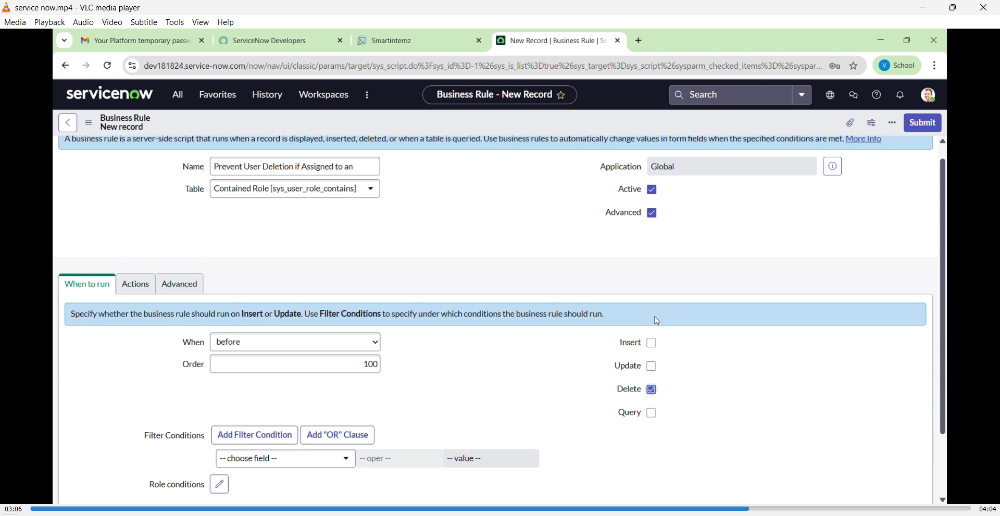 service now.mp4 - VLC media player
Media Playback Audio Video Subtitle Tools View Help
Your Platform temporary passw
ServiceNow Developers
Smartinternz
New Record | Business Rule | Se
dev181824.service-now.com/now/nav/ui/classic/params/target/sys_script.do%3Fsys_id%3D-1%26sys_is_list%3Dtrue%26sys_target%3Dsys_script%26sysparm_checked_items%3D%26syspar...
V School
servicenow All Favorites History Workspaces
Business Rule - New Record
Search
Business Rule
New record
Submit
A business rule is a server-side script that runs when a record is displayed, inserted, deleted, or when a table is queried. Use business rules to automatically change values in form fields when the specified conditions are met. More Info
Name Prevent User Deletion if Assigned to an
Application Global
Table Contained Role [sys_user_role_contains]
Active
Advanced
When to run Actions Advanced
Specify whether the business rule should run on Insert or Update. Use Filter Conditions to specify under which conditions the business rule should run.
When before
Insert
Order 100
Update
Delete
Query
Filter Conditions Add Filter Condition Add "OR" Clause
-- choose field -- -- oper -- -- value --
Role conditions
03:06 04:04